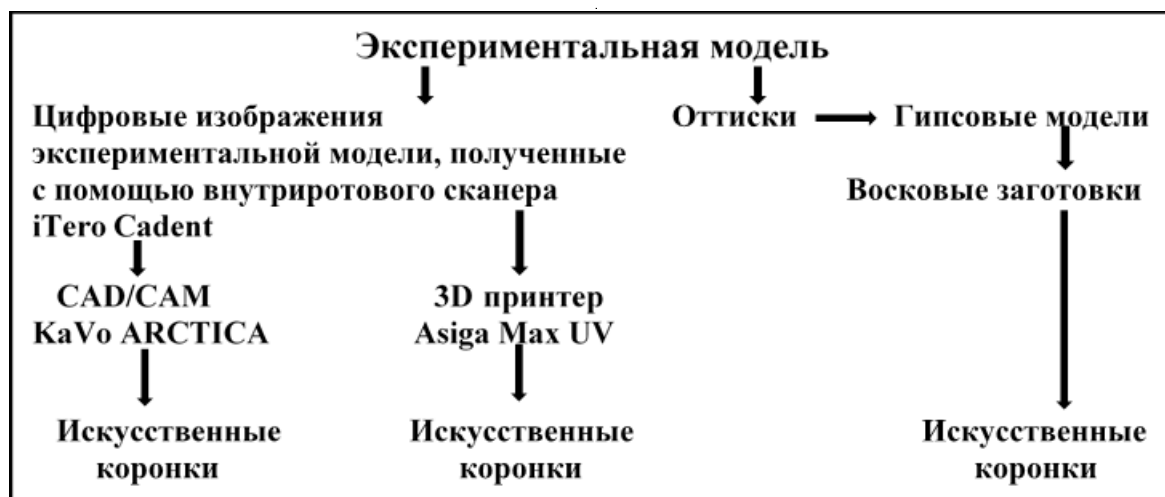 Экспериментальная модель
Цифровые изображения
экспериментальной модели, полученные
с помощью внутриротового сканера
iTero Cadent
Оттиски
Гипсовые модели
Восковые заготовки
CAD/CAM
KaVo ARCTICA
3D принтер
Asiga Max UV
Искусственные
коронки
Искусственные
коронки
Искусственные
коронки